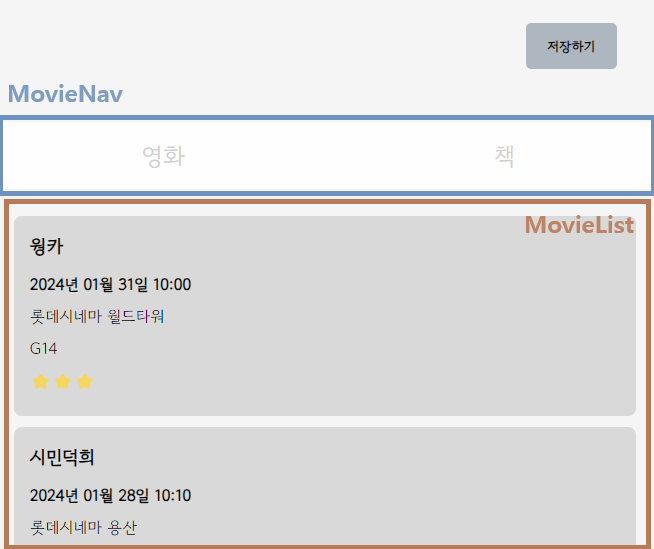 저장하기
MovieNav
영화 책
MovieList
웡카
2024년 01월 31일 10:00
롯데시네마 월드타워
G14
시민덕희
2024년 01월 28일 10:10
롯데시네마 용산